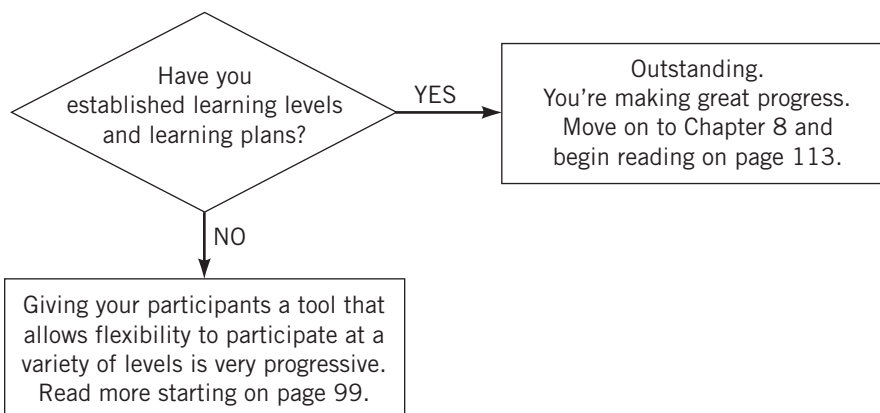 Have you
established learning levels
and learning plans?
YES
Outstanding.
You're making great progress.
Move on to Chapter 8 and
begin reading on page 113.
NO
Giving your participants a tool that
allows flexibility to participate at a
variety of levels is very progressive.
Read more starting on page 99.